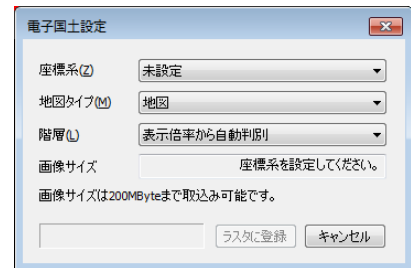 電子国土設定
座標系(Z) 未設定
地図タイプ(M) 地図
階層(L) 表示倍率から自動判別
画像サイズ 座標系を設定してください。
画像サイズは200MByteまで取込み可能です。
ラスタに登録 キャンセル